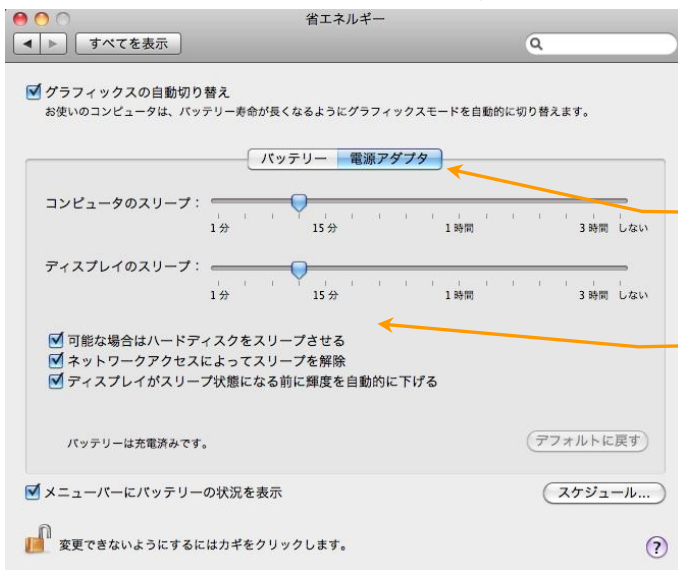 省エネルギー
すべてを表示
グラフィックスの自動切り替え
お使いのコンピュータは、バッテリー寿命が長くなるようにグラフィックスモードを自動的に切り替えます。
バッテリー 電源アダプタ
コンピュータのスリープ：
1 分 15 分 1 時間 3 時間 しない
ディスプレイのスリープ：
1 分 15 分 1 時間 3 時間 しない
可能な場合はハードディスクをスリープさせる
ネットワークアクセスによってスリープを解除
ディスプレイがスリープ状態になる前に輝度を自動的に下げる
バッテリーは充電済みです。 デフォルトに戻す
メニューバーにバッテリーの状況を表示 スケジュール...
変更できないようにするにはカギをクリックします。 ?